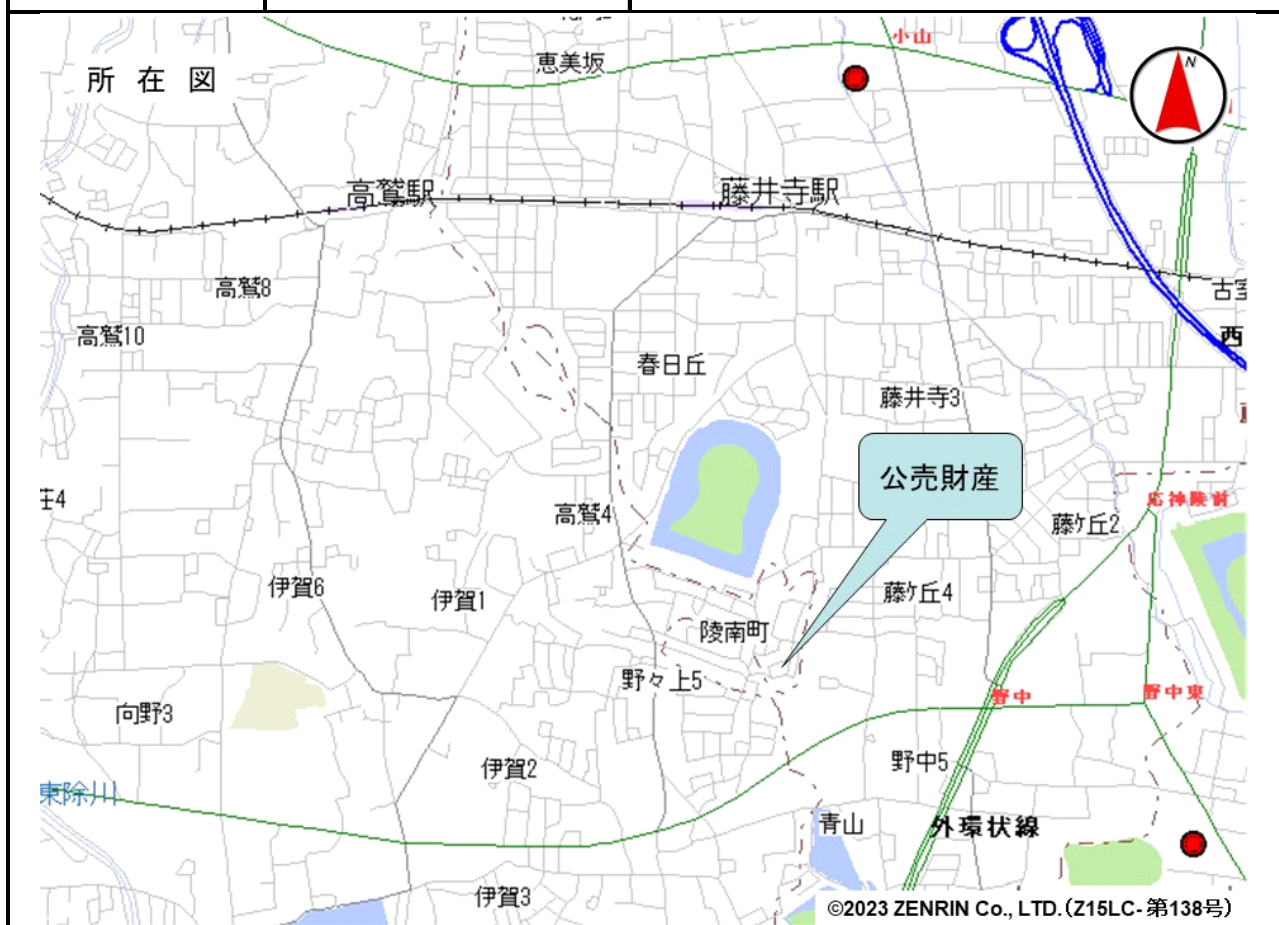 小山
恵美坂
所在図
N
高鷲駅
藤井寺駅
高鷲8
古室
高鷲10
西
春日丘
藤井寺3
公売財産
荘4
応神陵前
高鷲4
藤ケ丘2
伊賀6
伊賀1
藤ケ丘4
陵南町
野々上5
野中
野中東
向野3
野中5
伊賀2
東除川
青山
外環状線
伊賀3
©2023 ZENRIN Co., LTD.(Z15LC-第138号)